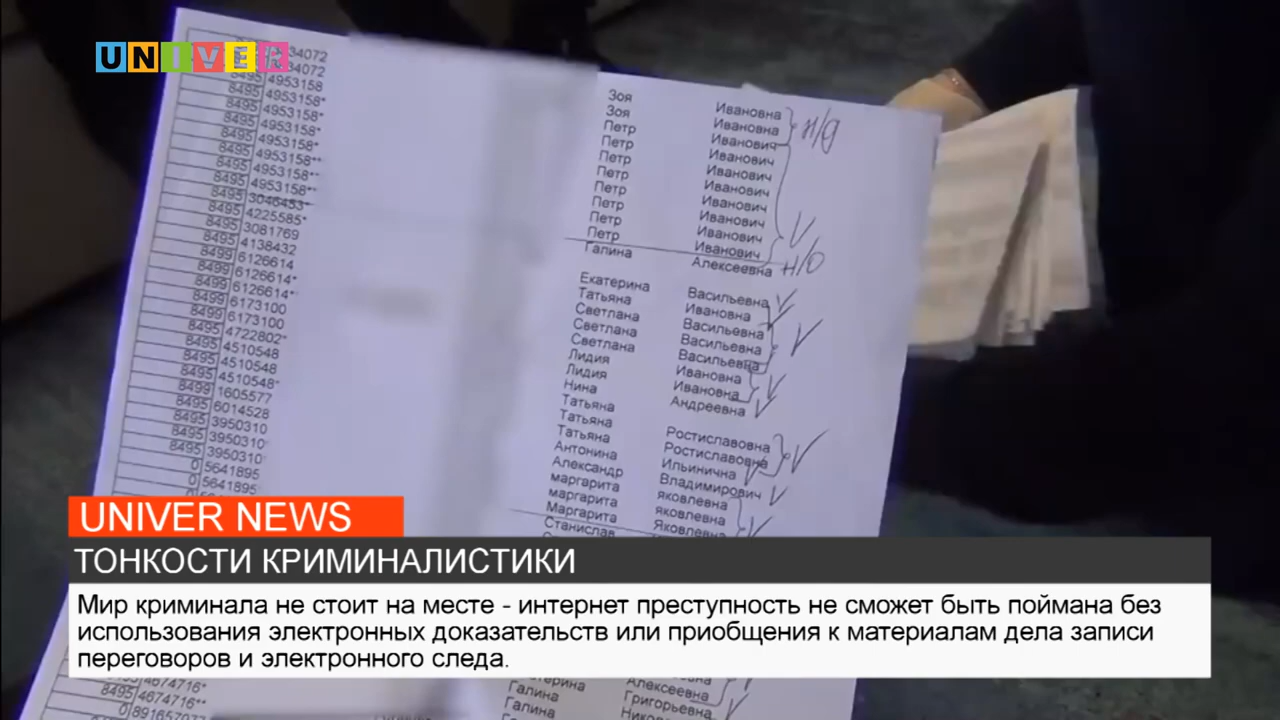 UNIVER
34072
34072
8495 4953158
8495 4953158*
8495 4953158*
8495 4953158*
8495 4953158*
8495 4953158**
8495 4953158**
8495 4953158**
8495 3046453**
8495 4225585*
8495 3081769
8495 4138432
8499 6126614
8499 6126614*
8499 6126614**
8499 6173100
8499 6173100
8495 4722802*
8495 4510548
8495 4510548
8495 4510548*
8499 1605577
8495 6014528
8495 3950310
8495 3950310*
8495 3950310*
0 5641895
0 5641895
Зоя Ивановна
Зоя Ивановна н/д
Петр Иванович
Петр Иванович
Петр Иванович
Петр Иванович
Петр Иванович
Петр Иванович
Петр Иванович
Петр Иванович
Галина Алексеевна н/о
Екатерина Васильевна
Татьяна Ивановна
Светлана Васильевна
Светлана Васильевна
Светлана Васильевна
Лидия Ивановна
Лидия Ивановна
Нина Андреевна
Татьяна Ростиславовна
Татьяна Ростиславовна
Татьяна
Антонина Ильинична
Александр Владимирович
маргарита яковлевна
маргарита яковлевна
Маргарита Яковлевна
Станислав
UNIVER NEWS
ТОНКОСТИ КРИМИНАЛИСТИКИ
Мир криминала не стоит на месте - интернет преступность не сможет быть поймана без
использования электронных доказательств или приобщения к материалам дела записи
переговоров и электронного следа.
4674716*
8495 4674716**
0 891657077
Екатерина Алексеевна
Галина Григорьевна
Галина